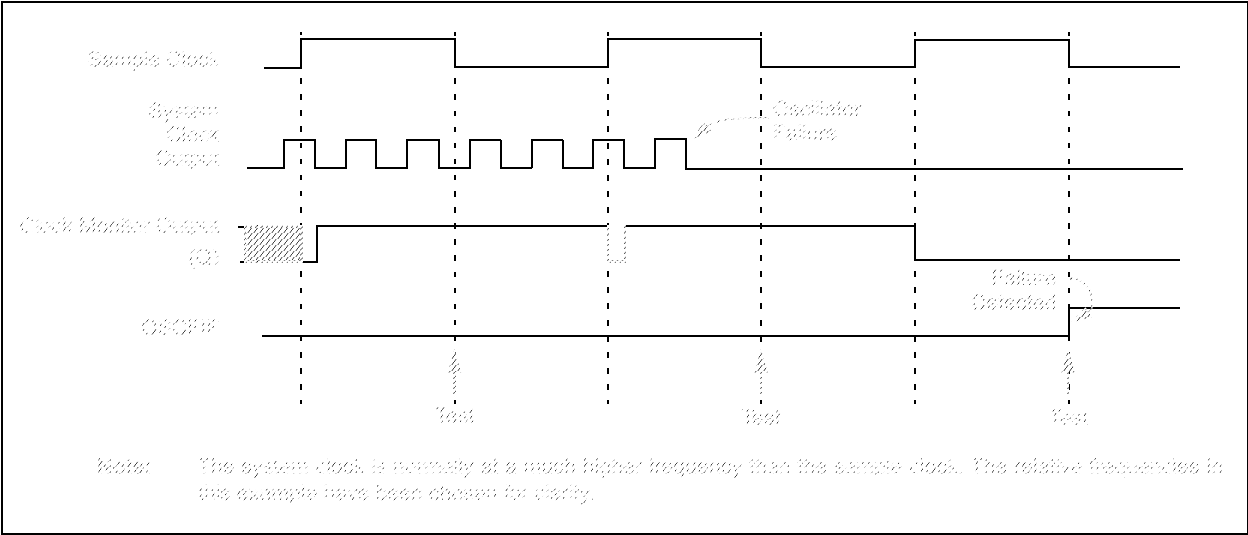 Sample Clock
System
Clock
Output
Oscillator
Failure
Clock Monitor Output
(Q)
Failure
Detected
OSCFIF
Test
Test
Test
Note: The system clock is normally at a much higher frequency than the sample clock. The relative frequencies in
this example have been chosen for clarity.